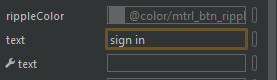 rippleColor @color/mtrl_btn_rippl
text sign in
text